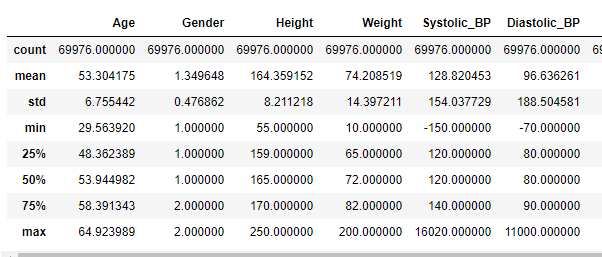 Age Gender Height Weight Systolic_BP Diastolic_BP
count 69976.000000 69976.000000 69976.000000 69976.000000 69976.000000 69976.000000 69
mean 53.304175 1.349648 164.359152 74.208519 128.820453 96.636261
std 6.755442 0.476862 8.211218 14.397211 154.037729 188.504581
min 29.563920 1.000000 55.000000 10.000000 -150.000000 -70.000000
25% 48.362389 1.000000 159.000000 65.000000 120.000000 80.000000
50% 53.944982 1.000000 165.000000 72.000000 120.000000 80.000000
75% 58.391343 2.000000 170.000000 82.000000 140.000000 90.000000
max 64.923989 2.000000 250.000000 200.000000 16020.000000 11000.000000